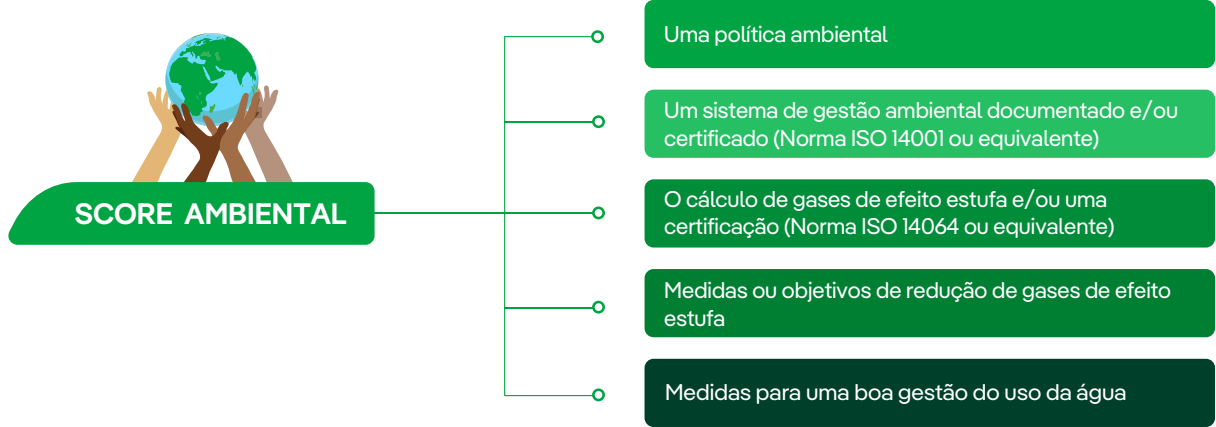 SCORE AMBIENTAL
Uma política ambiental
Um sistema de gestão ambiental documentado e/ou
certificado (Norma ISO 14001 ou equivalente)
O cálculo de gases de efeito estufa e/ou uma
certificação (Norma ISO 14064 ou equivalente)
Medidas ou objetivos de redução de gases de efeito
estufa
Medidas para uma boa gestão do uso da água